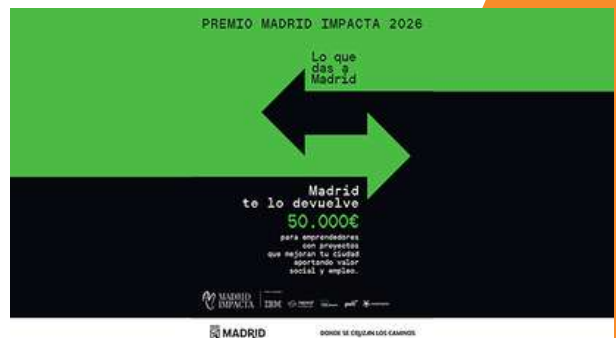 PREMIO MADRID IMPACTA 2026
Lo que
das a
Madrid
Madrid
te lo devuelve
50.000€
para emprendedores
con proyectos
que mejoran tu ciudad
aportando valor
social y empleo.
MADRID
IMPACTA
IBM
pwc
MADRID
DONDE SE CRUZAN LOS CAMINOS